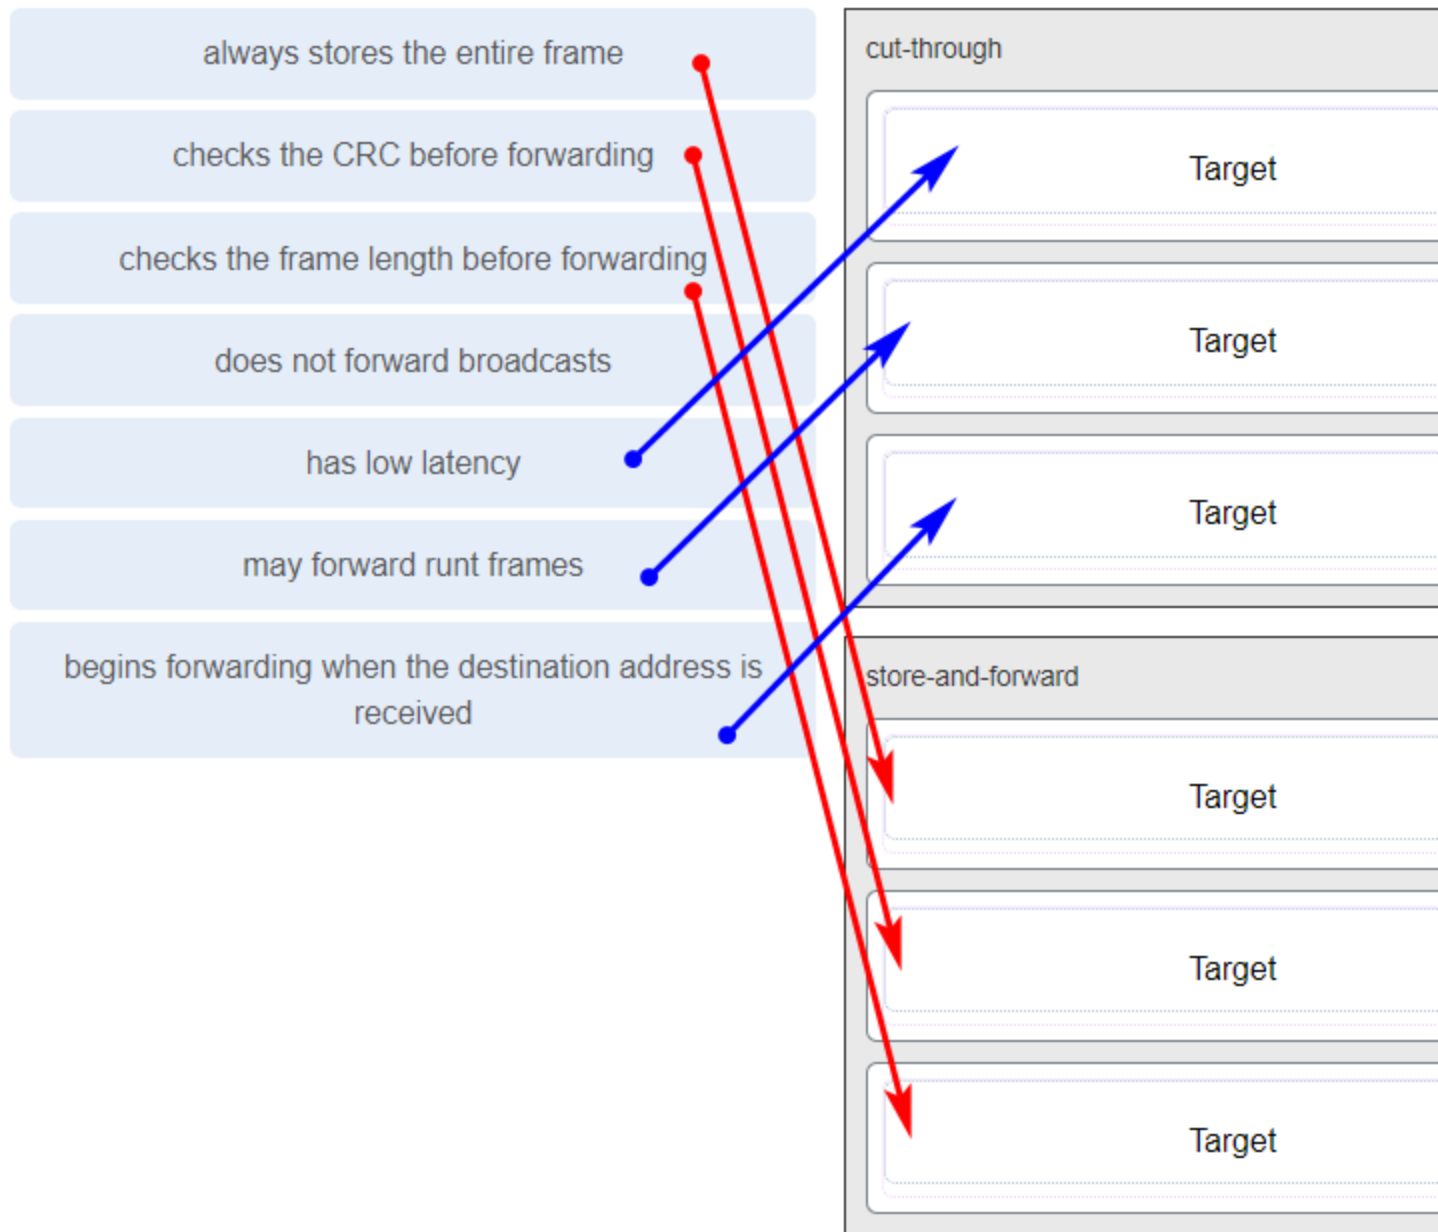 always stores the entire frame
checks the CRC before forwarding
checks the frame length before forwarding
does not forward broadcasts
has low latency
may forward runt frames
begins forwarding when the destination address is
received
cut-through
Target
Target
Target
store-and-forward
Target
Target
Target